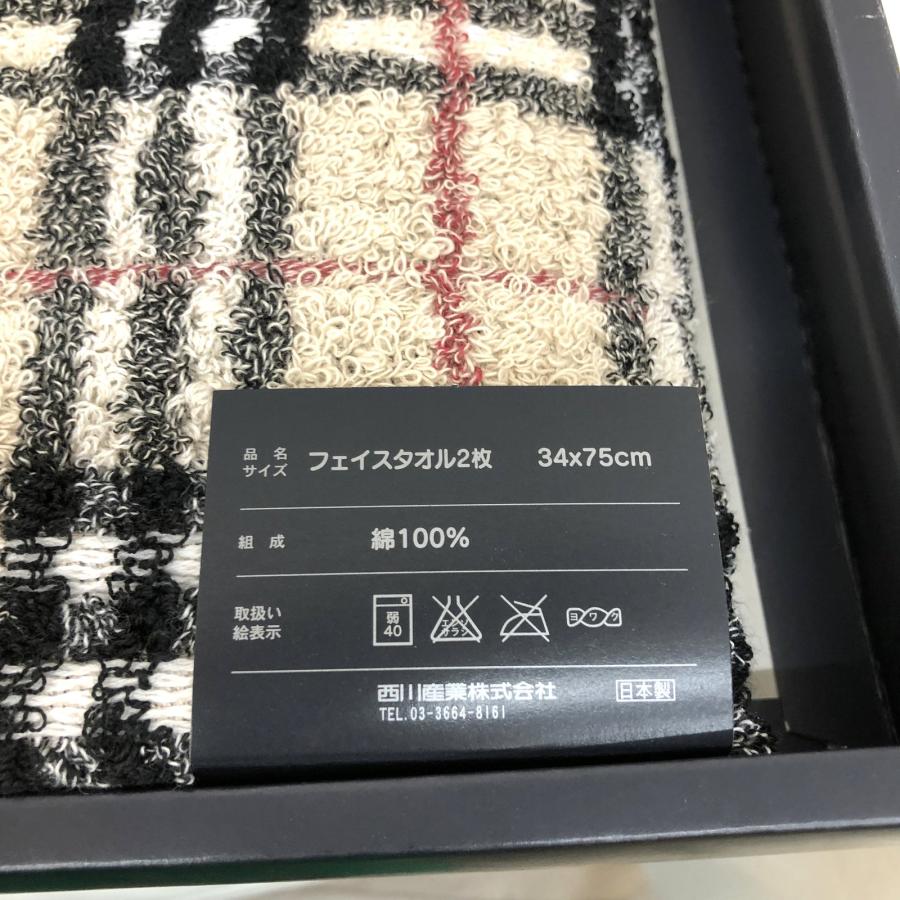 品名 フェイスタオル2枚 34x75cm
サイズ
組成 綿100%
取扱い
絵表示
弱
40
エンソ
サラシ
ヨワク
西川産業株式会社 日本製
TEL.03-3664-8161